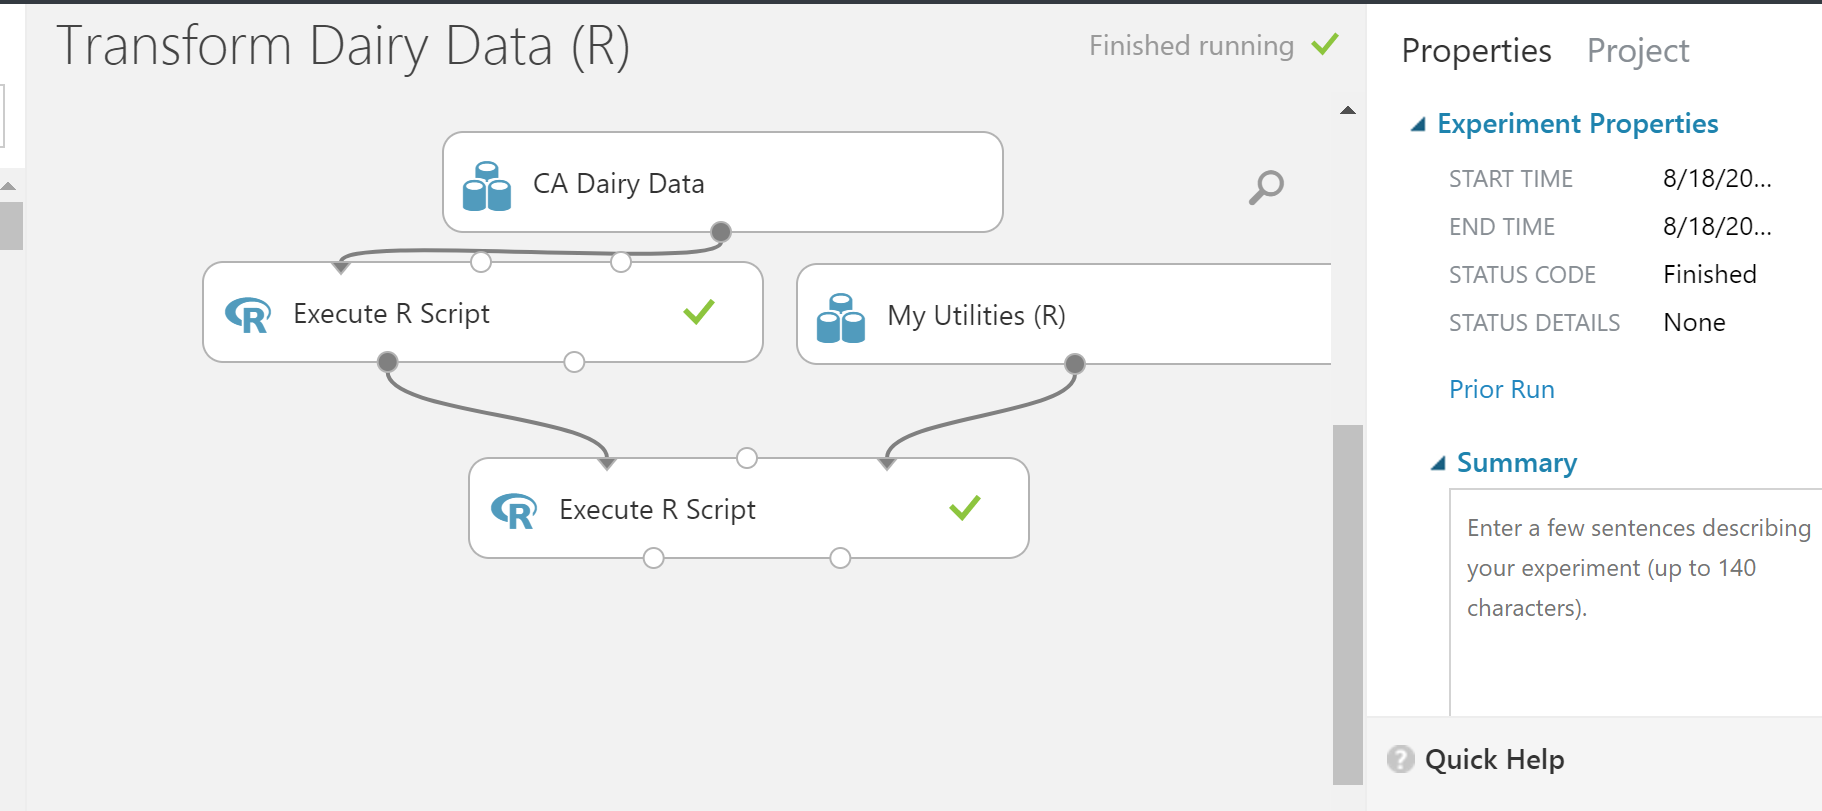 Transform Dairy Data (R)
Finished running
CA Dairy Data
Execute R Script
My Utilities (R)
Execute R Script
Properties Project
Experiment Properties
START TIME 8/18/20...
END TIME 8/18/20...
STATUS CODE Finished
STATUS DETAILS None
Prior Run
Summary
Enter a few sentences describing
your experiment (up to 140
characters).
? Quick Help